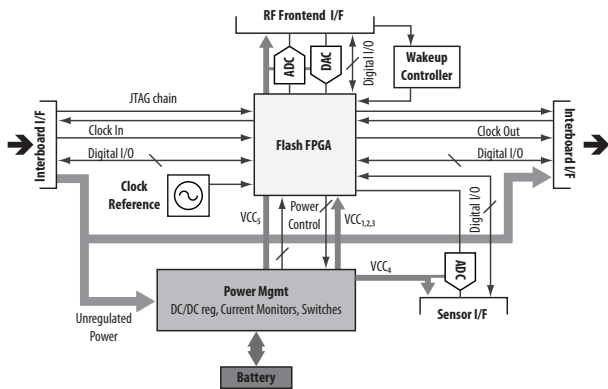 RF Frontend I/F
ADC
DAC
Digital I/O
Wakeup
Controller
Interboard I/F
JTAG chain
Clock In
Digital I/O
Flash FPGA
Clock Out
Digital I/O
Interboard I/F
Clock
Reference
VCC5
Power
Control
VCC1,2,3
Digital I/O
VCC4
ADC
Power Mgmt
DC/DC reg, Current Monitors, Switches
Sensor I/F
Unregulated
Power
Battery